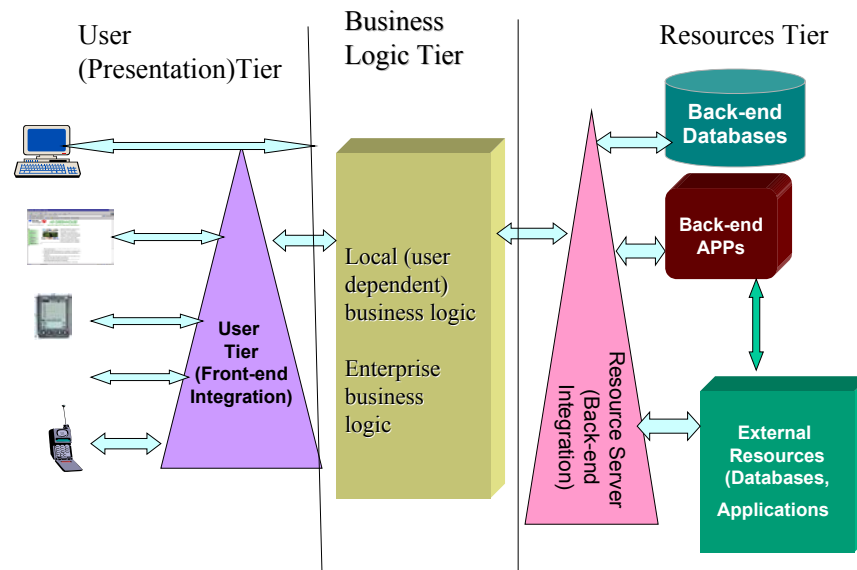 User
(Presentation)Tier
Business
Logic Tier
Resources Tier
Back-end
Databases
Back-end
APPs
Local (user
dependent)
business logic
Enterprise
business
logic
User
Tier
(Front-end
Integration)
Resource Server
(Back-end
Integration)
External
Resources
(Databases,
Applications